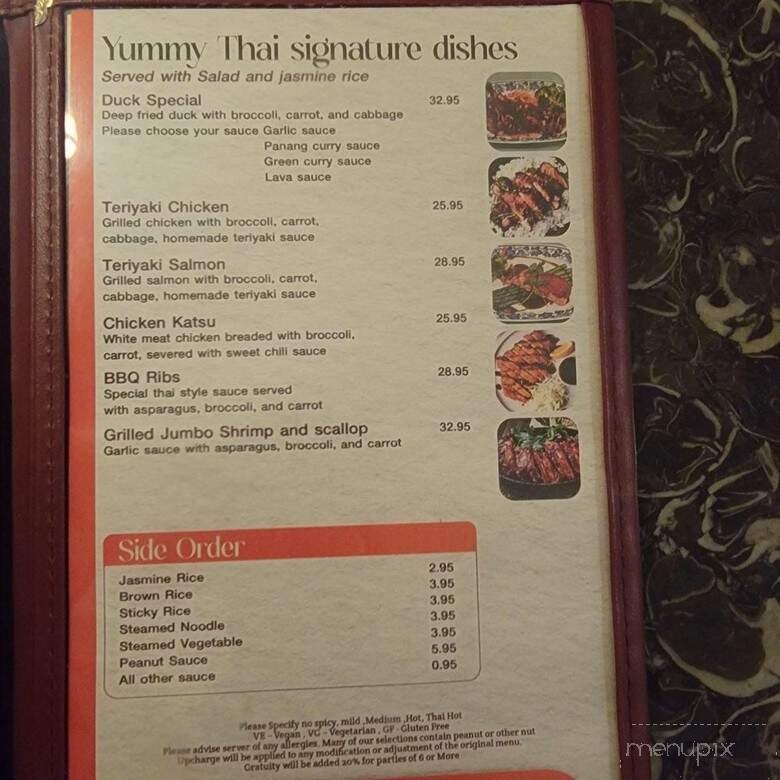 Yummy Thai signature dishes
Served with Salad and jasmine rice
Duck Special 32.95
Deep fried duck with broccoli, carrot, and cabbage
Please choose your sauce Garlic sauce
Panang curry sauce
Green curry sauce
Lava sauce
Teriyaki Chicken 25.95
Grilled chicken with broccoli, carrot,
cabbage, homemade teriyaki sauce
Teriyaki Salmon 28.95
Grilled salmon with broccoli, carrot,
cabbage, homemade teriyaki sauce
Chicken Katsu 25.95
White meat chicken breaded with broccoli,
carrot, severed with sweet chili sauce
BBQ Ribs 28.95
Special thai style sauce served
with asparagus, broccoli, and carrot
Grilled Jumbo Shrimp and scallop 32.95
Garlic sauce with asparagus, broccoli, and carrot
Side Order
Jasmine Rice 2.95
Brown Rice 3.95
Sticky Rice 3.95
Steamed Noodle 3.95
Steamed Vegetable 3.95
Peanut Sauce 5.95
All other sauce 0.95
Please Specify no spicy, mild ,Medium ,Hot, Thai Hot
VE - Vegan , VG - Vegetarian , GF - Gluten Free
Please advise server of any allergies. Many of our selections contain peanut or other nut
Upcharge will be applied to any modification or adjustment of the original menu.
Gratuity will be added 20% for parties of 6 or More
menupix